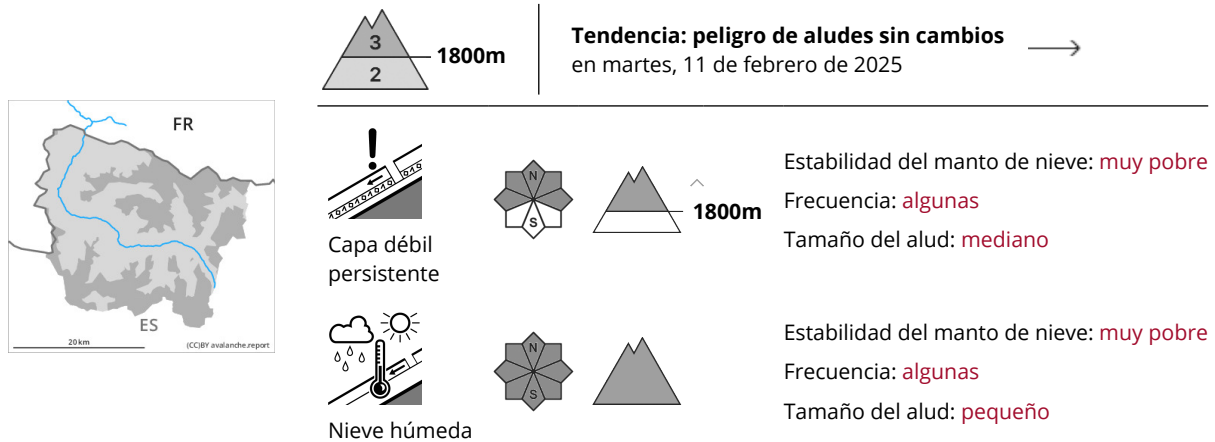 3
2
1800m
Tendencia: peligro de aludes sin cambios
en martes, 11 de febrero de 2025
FR
ES
20 km
(CC)BY avalanche.report
Capa débil
persistente
N
S
1800m
Estabilidad del manto de nieve: muy pobre
Frecuencia: algunas
Tamaño del alud: mediano
Nieve húmeda
N
S
Estabilidad del manto de nieve: muy pobre
Frecuencia: algunas
Tamaño del alud: pequeño